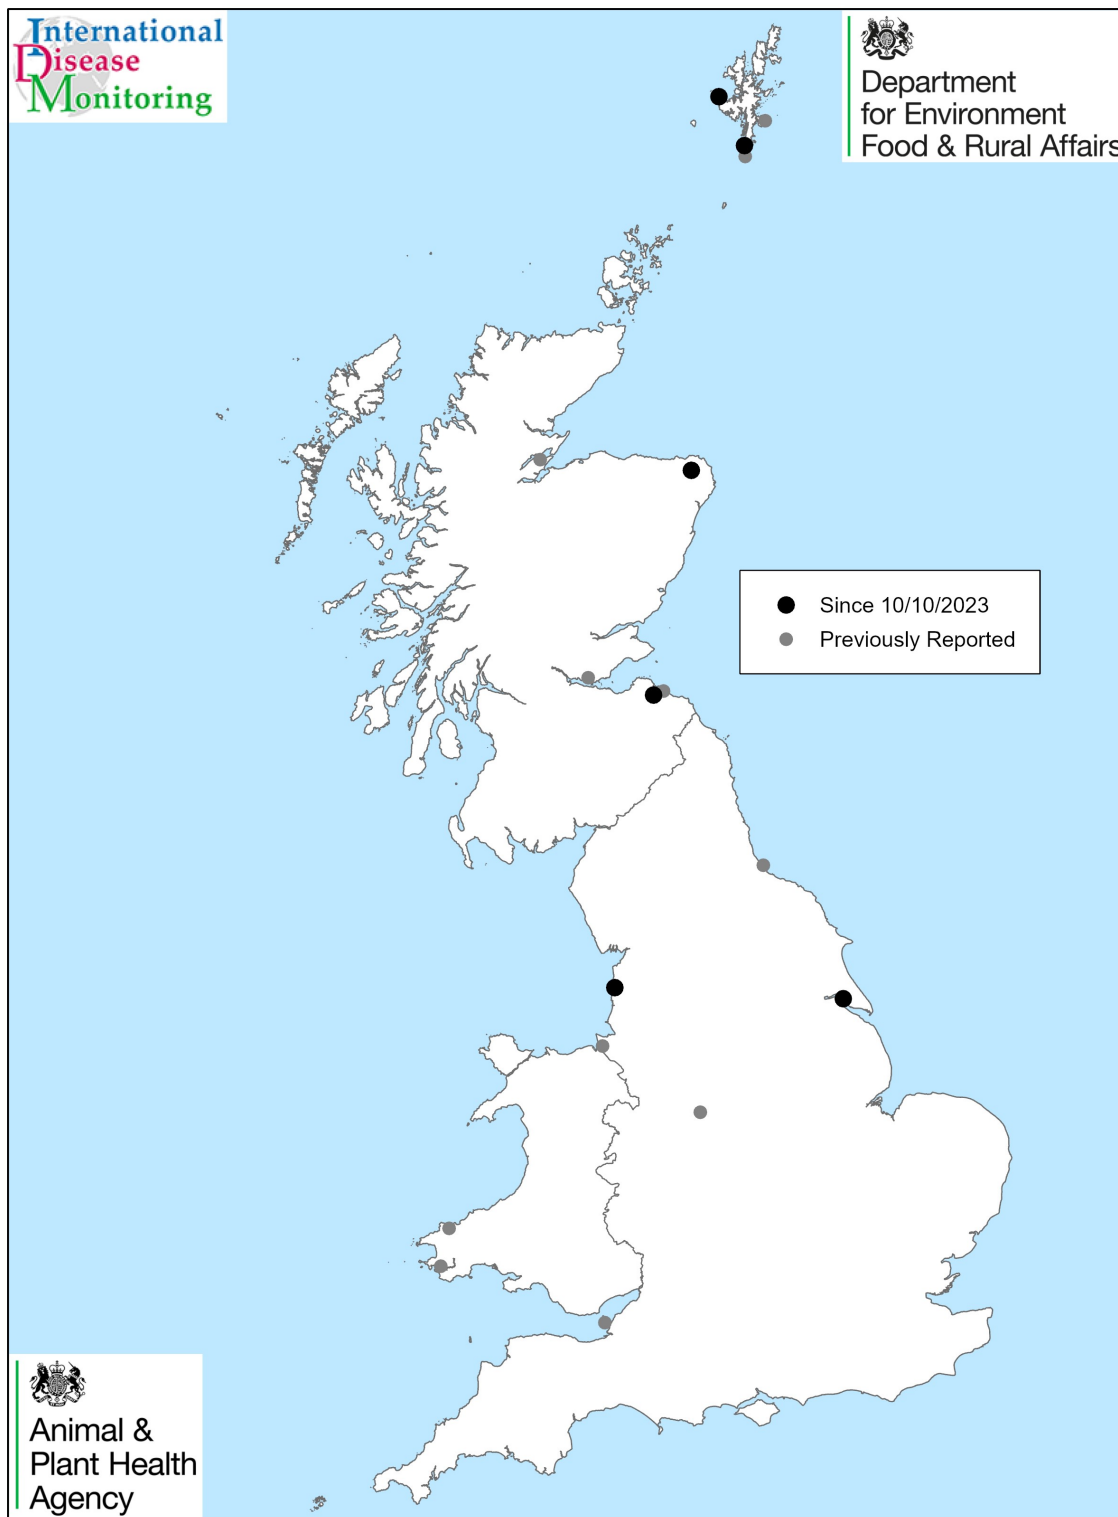 International
Disease
Monitoring
Department
for Environment
Food & Rural Affairs
Since 10/10/2023
Previously Reported
Animal &
Plant Health
Agency